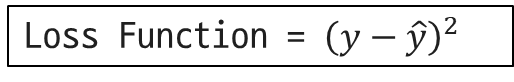 Loss Function = (y − ŷ)²